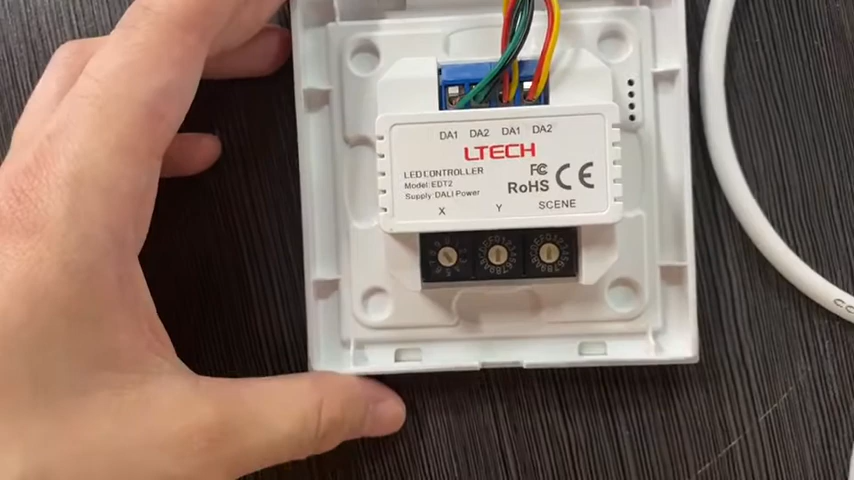 DA1 DA2 DA1 DA2
LTECH
LED CONTROLLER
Model: EDT2
Supply: DALI Power
FC CE
RoHS
X Y SCENE